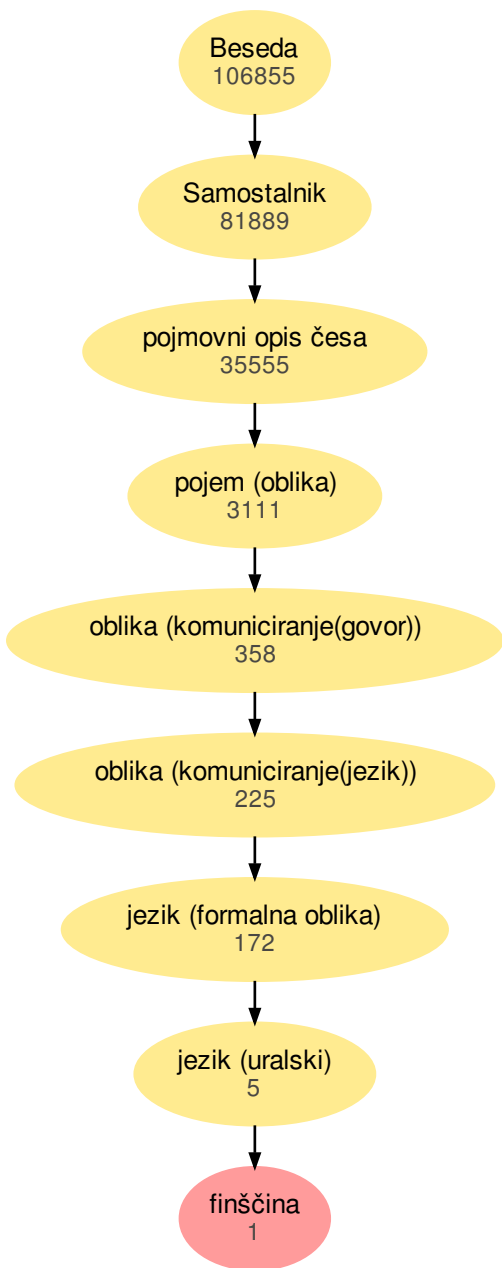 Beseda
106855
Samostalnik
81889
pojmovni opis česa
35555
pojem (oblika)
3111
oblika (komuniciranje(govor))
358
oblika (komuniciranje(jezik))
225
jezik (formalna oblika)
172
jezik (uralski)
5
finščina
1